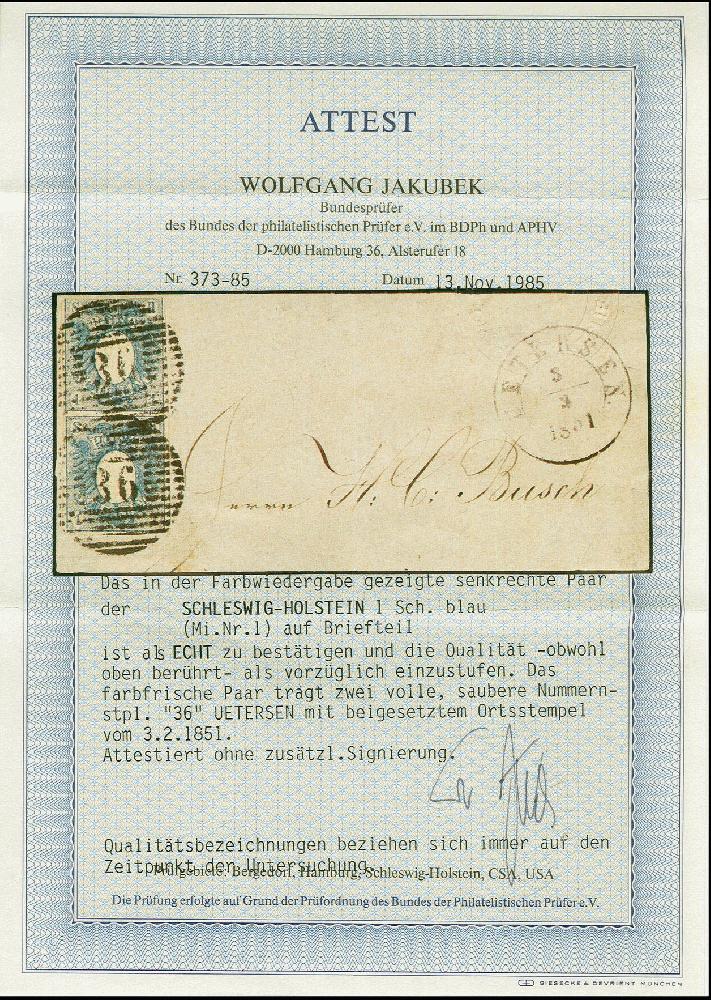 ATTEST
WOLFGANG JAKUBEK
Bundesprüfer
des Bundes der philatelistischen Prüfer e.V. im BDPh und APHV
D-2000 Hamburg 36, Alsterufer 18
Nr. 373-85 Datum 13.Nov.1985
36
36
UETERSEN.
3
2
1851
Herrn H. C. Busch
Das in der Farbwiedergabe gezeigte senkrechte Paar
der SCHLESWIG-HOLSTEIN 1 Sch. blau
(Mi.Nr.1) auf Briefteil
ist als ECHT zu bestätigen und die Qualität -obwohl
oben berührt- als vorzüglich einzustufen. Das
farbfrische Paar trägt zwei volle, saubere Nummern-
stpl. "36" UETERSEN mit beigesetztem Ortsstempel
vom 3.2.1851.
Attestiert ohne zusätzl.Signierung.
Qualitätsbezeichnungen beziehen sich immer auf den
Zeitpunkt der Untersuchung.
Prüfgebiete: Bergedorf, Hamburg, Schleswig-Holstein, CSA, USA
Die Prüfung erfolgte auf Grund der Prüfordnung des Bundes der Philatelistischen Prüfer e.V.
GIESECKE & DEVRIENT MÜNCHEN